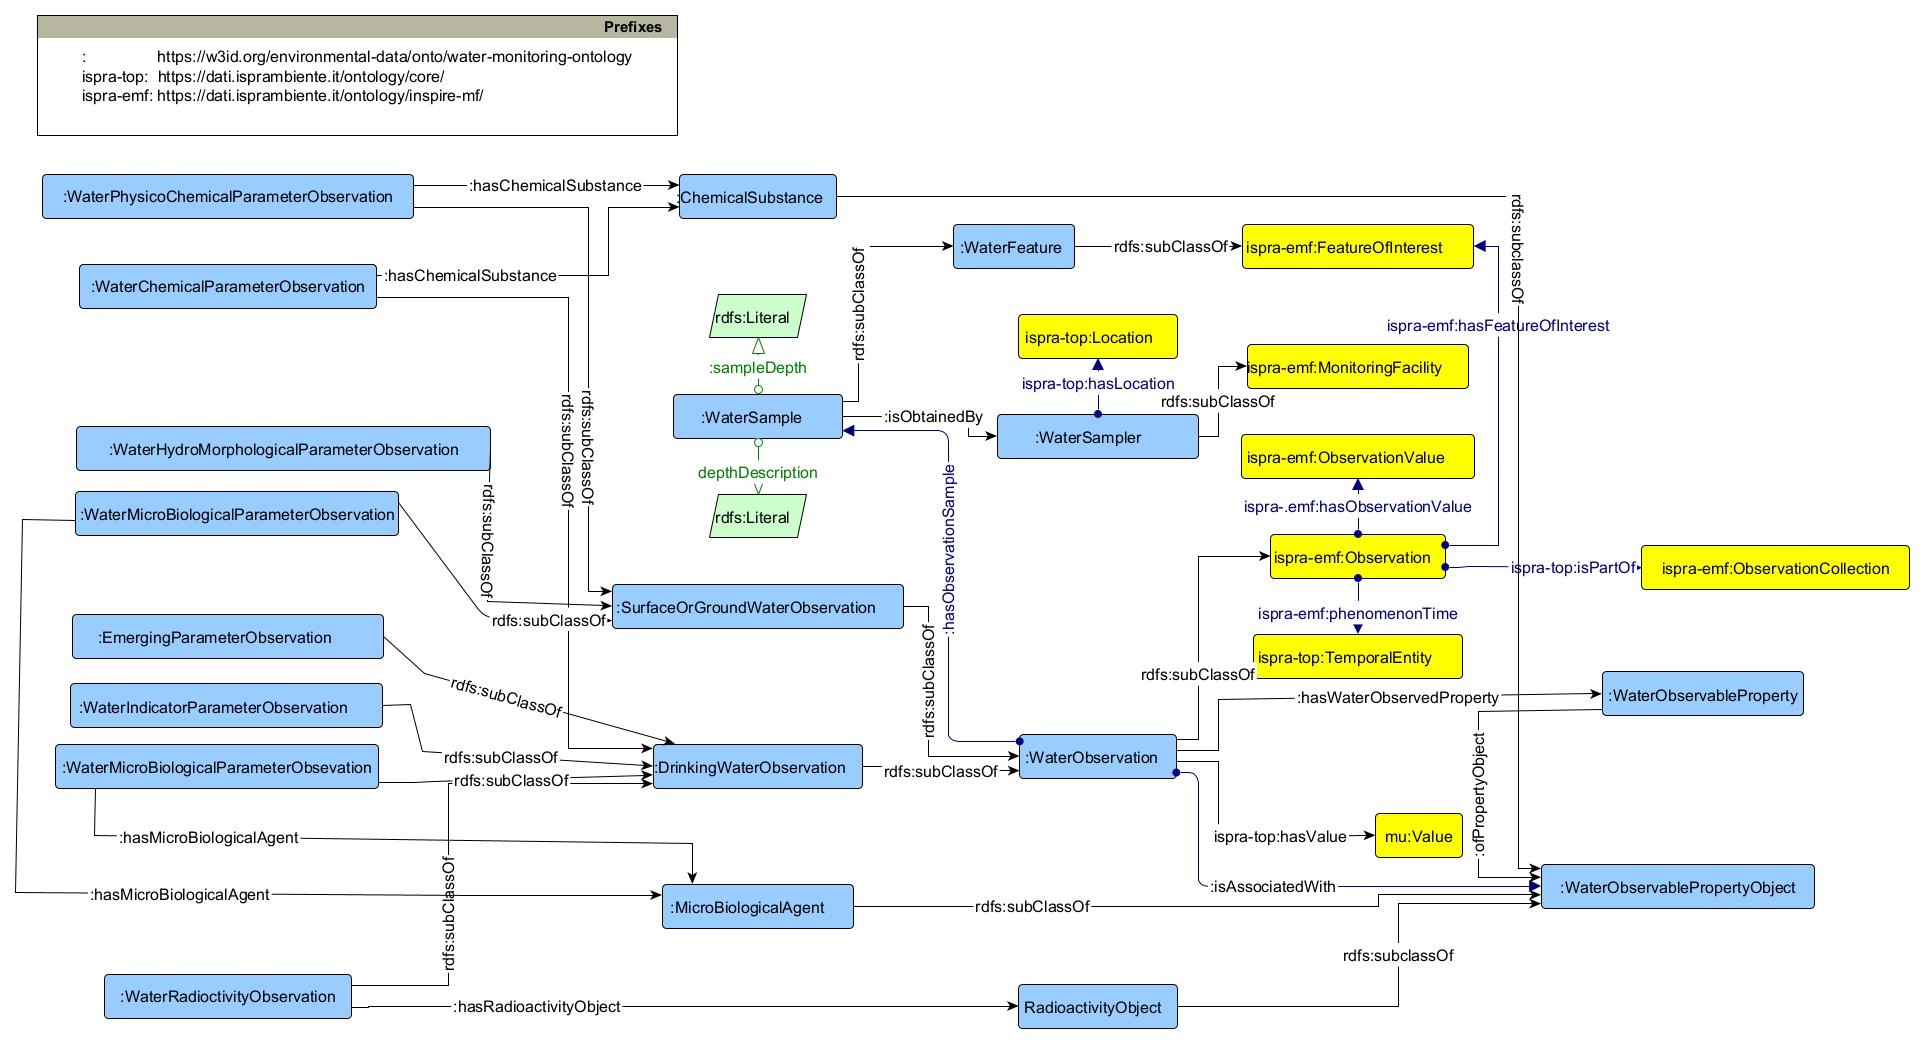 Prefixes
: https://w3id.org/environmental-data/onto/water-monitoring-ontology
ispra-top: https://dati.isprambiente.it/ontology/core/
ispra-emf: https://dati.isprambiente.it/ontology/inspire-mf/
:WaterPhysicoChemicalParameterObservation
:hasChemicalSubstance
:ChemicalSubstance
rdfs:subclassOf
:WaterFeature
rdfs:subClassOf
ispra-emf:FeatureOfInterest
:WaterChemicalParameterObservation
:hasChemicalSubstance
rdfs:subClassOf
rdfs:Literal
ispra-emf:hasFeatureOfInterest
ispra-top:Location
:sampleDepth
ispra-top:hasLocation
ispra-emf:MonitoringFacility
rdfs:subClassOf
rdfs:subClassOf
rdfs:subClassOf
:WaterSample
:isObtainedBy
:WaterSampler
:WaterHydroMorphologicalParameterObservation
ispra-emf:ObservationValue
depthDescription
:hasObservationSample
rdfs:subClassOf
ispra-.emf:hasObservationValue
:WaterMicroBiologicalParameterObservation
rdfs:Literal
ispra-emf:Observation
ispra-top:isPartOf
ispra-emf:ObservationCollection
:SurfaceOrGroundWaterObservation
rdfs:subClassOf
ispra-emf:phenomenonTime
:EmergingParameterObservation
rdfs:subClassOf
ispra-top:TemporalEntity
rdfs:subClassOf
rdfs:subClassOf
:hasWaterObservedProperty
:WaterObservableProperty
:WaterIndicatorParameterObservation
rdfs:subClassOf
rdfs:subClassOf
:WaterMicroBiologicalParameterObsevation
rdfs:subClassOf
:DrinkingWaterObservation
rdfs:subClassOf
:WaterObservation
:ofPropertyObject
:hasMicroBiologicalAgent
ispra-top:hasValue
mu:Value
:hasMicroBiologicalAgent
rdfs:subClassOf
:MicroBiologicalAgent
rdfs:subClassOf
:isAssociatedWith
:WaterObservablePropertyObject
rdfs:subclassOf
:WaterRadioctivityObservation
:hasRadioactivityObject
RadioactivityObject